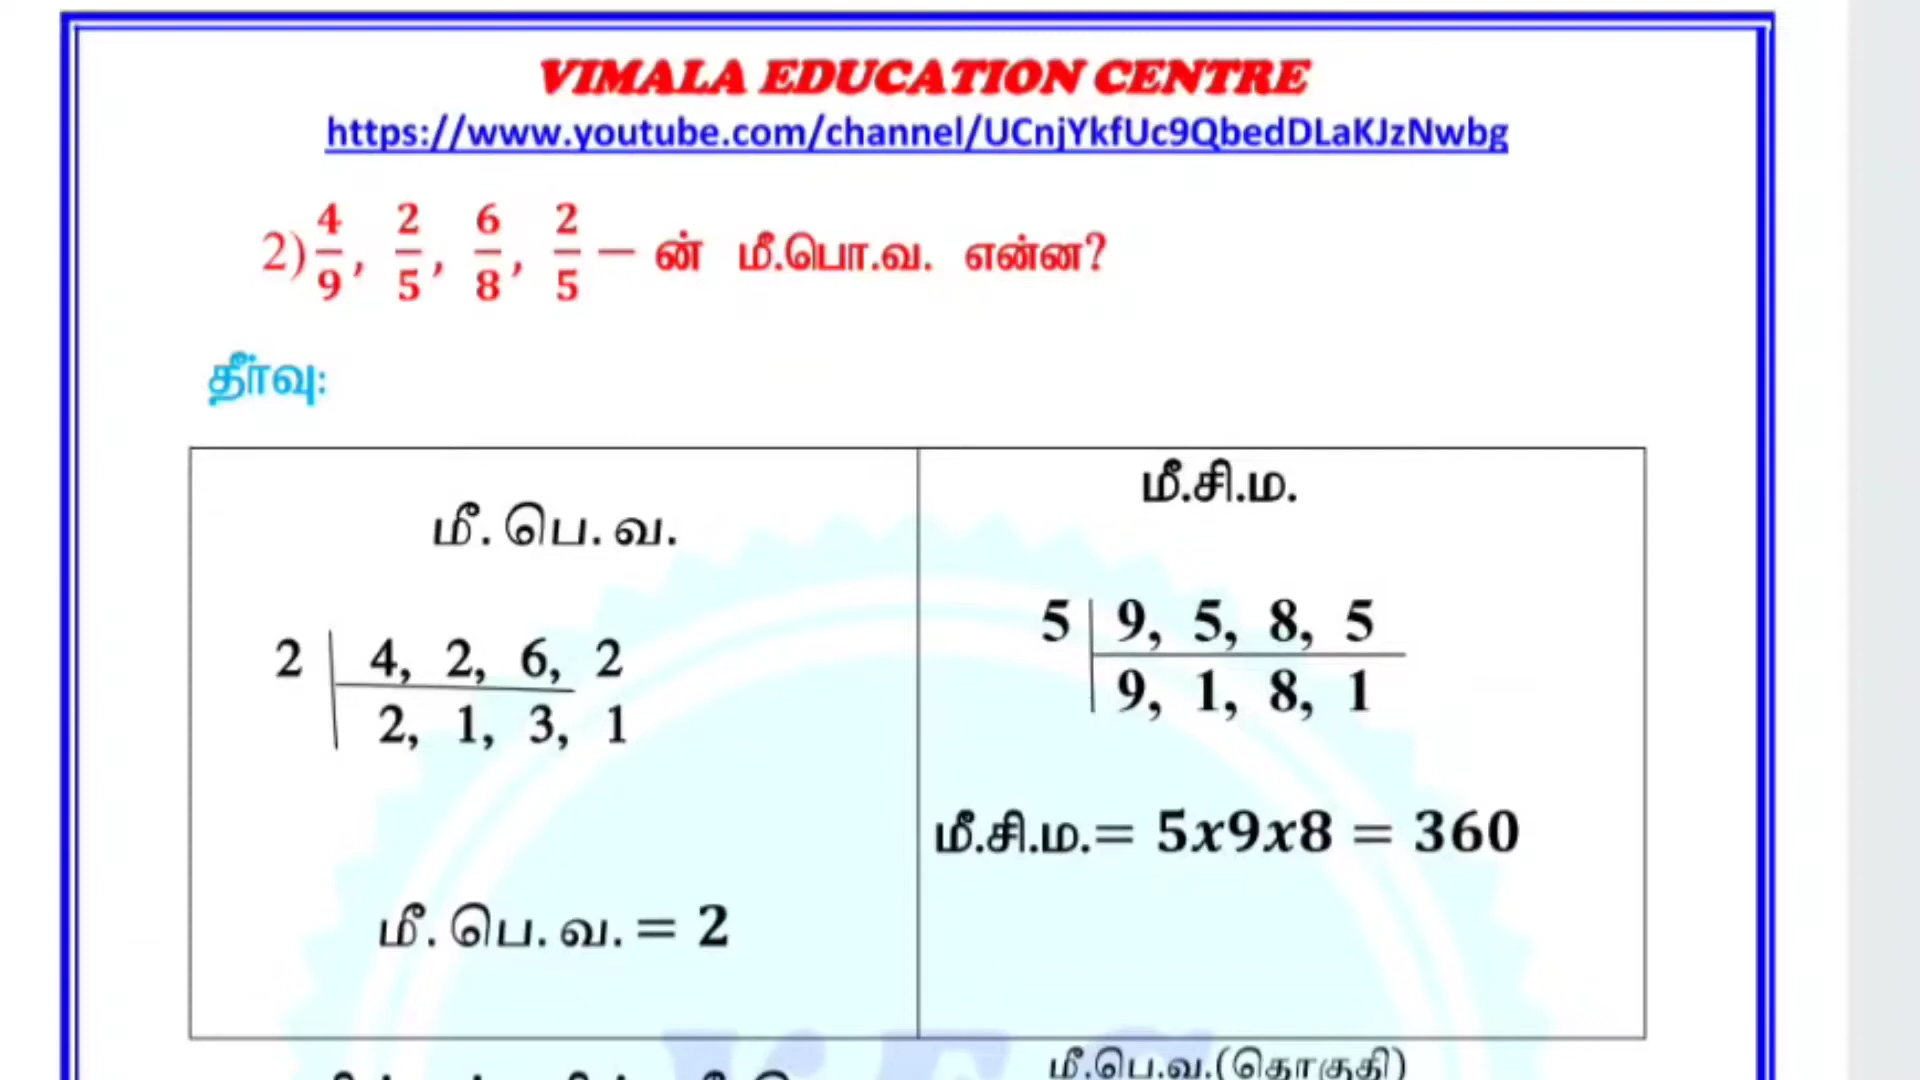 VIMALA EDUCATION CENTRE
https://www.youtube.com/channel/UCnjYkfUc9QbedDLaKJzNwbg
2) 4/9, 2/5, 6/8, 2/5 – ன் மீ.பொ.வ. என்ன?
தீர்வு:
மீ.பெ.வ.
2 | 4, 2, 6, 2
2, 1, 3, 1
மீ.பெ.வ. = 2
மீ.சி.ம.
5 | 9, 5, 8, 5
9, 1, 8, 1
மீ.சி.ம.= 5x9x8 = 360
மீ.பெ.வ.(தொகுதி)